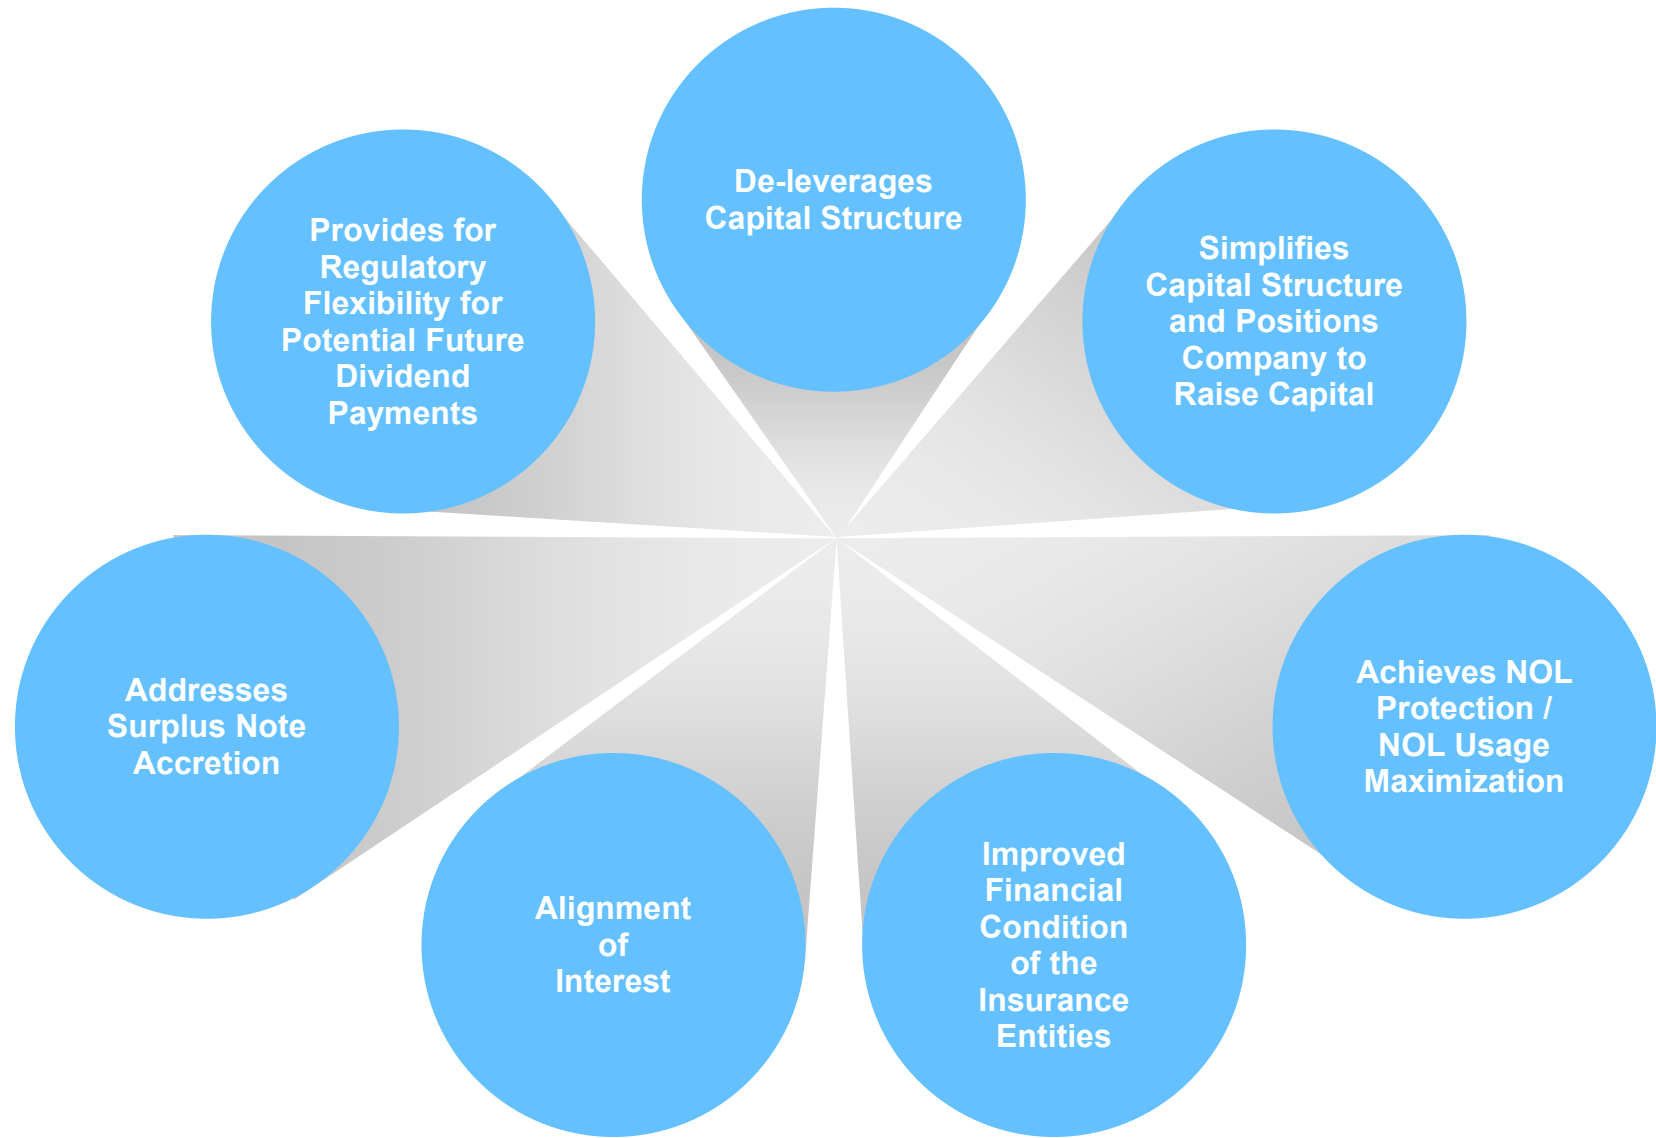 De-leverages
Capital Structure
Provides for
Regulatory
Flexibility for
Potential Future
Dividend
Payments
Simplifies
Capital Structure
and Positions
Company to
Raise Capital
Addresses
Surplus Note
Accretion
Achieves NOL
Protection /
NOL Usage
Maximization
Alignment
of
Interest
Improved
Financial
Condition
of the
Insurance
Entities